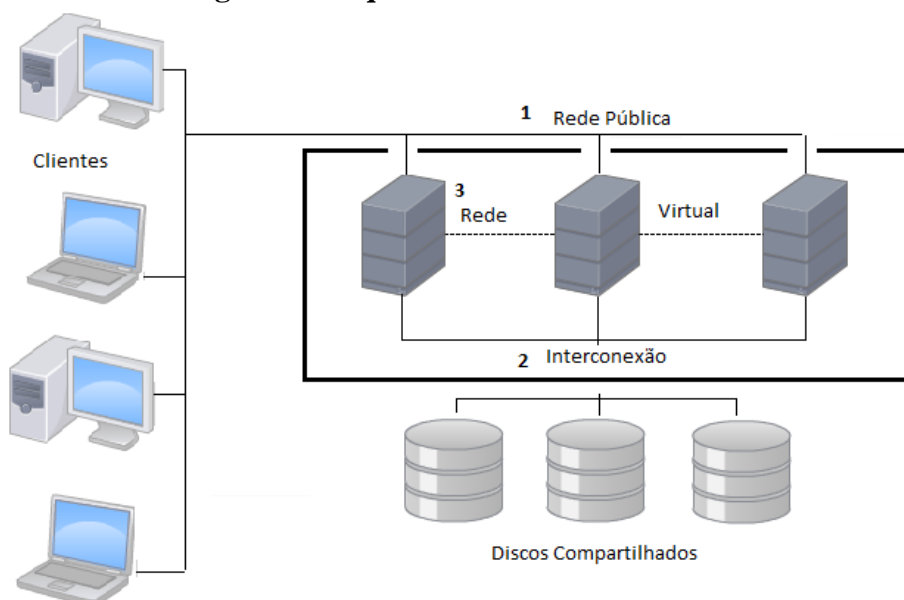 1 Rede Pública
Clientes
3
Rede
Virtual
2 Interconexão
Discos Compartilhados